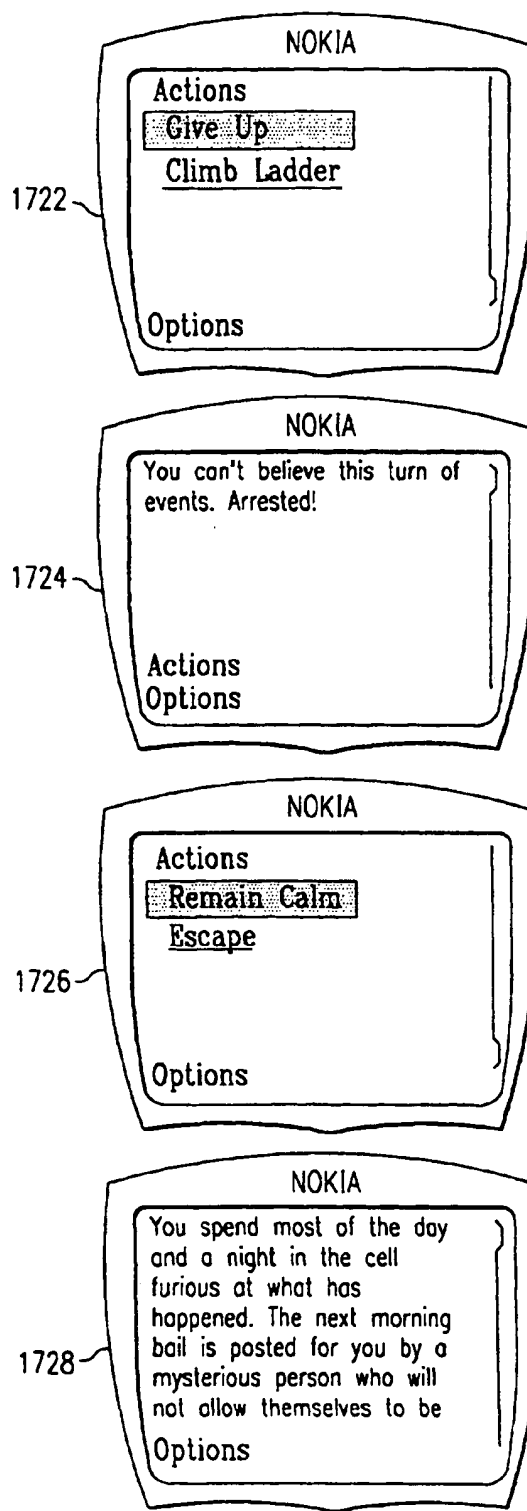 NOKIA
Actions
Give Up
Climb Ladder
1722
Options
NOKIA
You can't believe this turn of
events. Arrested!
1724
Actions
Options
NOKIA
Actions
Remain Calm
Escape
1726
Options
NOKIA
You spend most of the day
and a night in the cell
furious at what has
happened. The next morning
bail is posted for you by a
mysterious person who will
not allow themselves to be
1728
Options